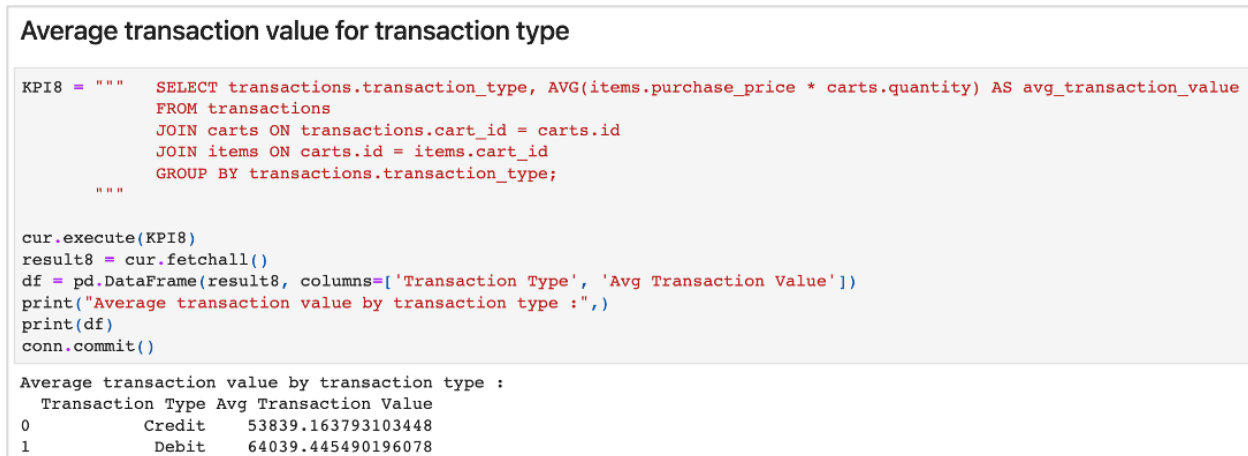 Average transaction value for transaction type
KPI8 = """   SELECT transactions.transaction_type, AVG(items.purchase_price * carts.quantity) AS avg_transaction_value
             FROM transactions
             JOIN carts ON transactions.cart_id = carts.id
             JOIN items ON carts.id = items.cart_id
             GROUP BY transactions.transaction_type;
       """
cur.execute(KPI8)
result8 = cur.fetchall()
df = pd.DataFrame(result8, columns=['Transaction Type', 'Avg Transaction Value'])
print("Average transaction value by transaction type :",)
print(df)
conn.commit()
Average transaction value by transaction type :
  Transaction Type Avg Transaction Value
0           Credit    53839.163793103448
1            Debit    64039.445490196078